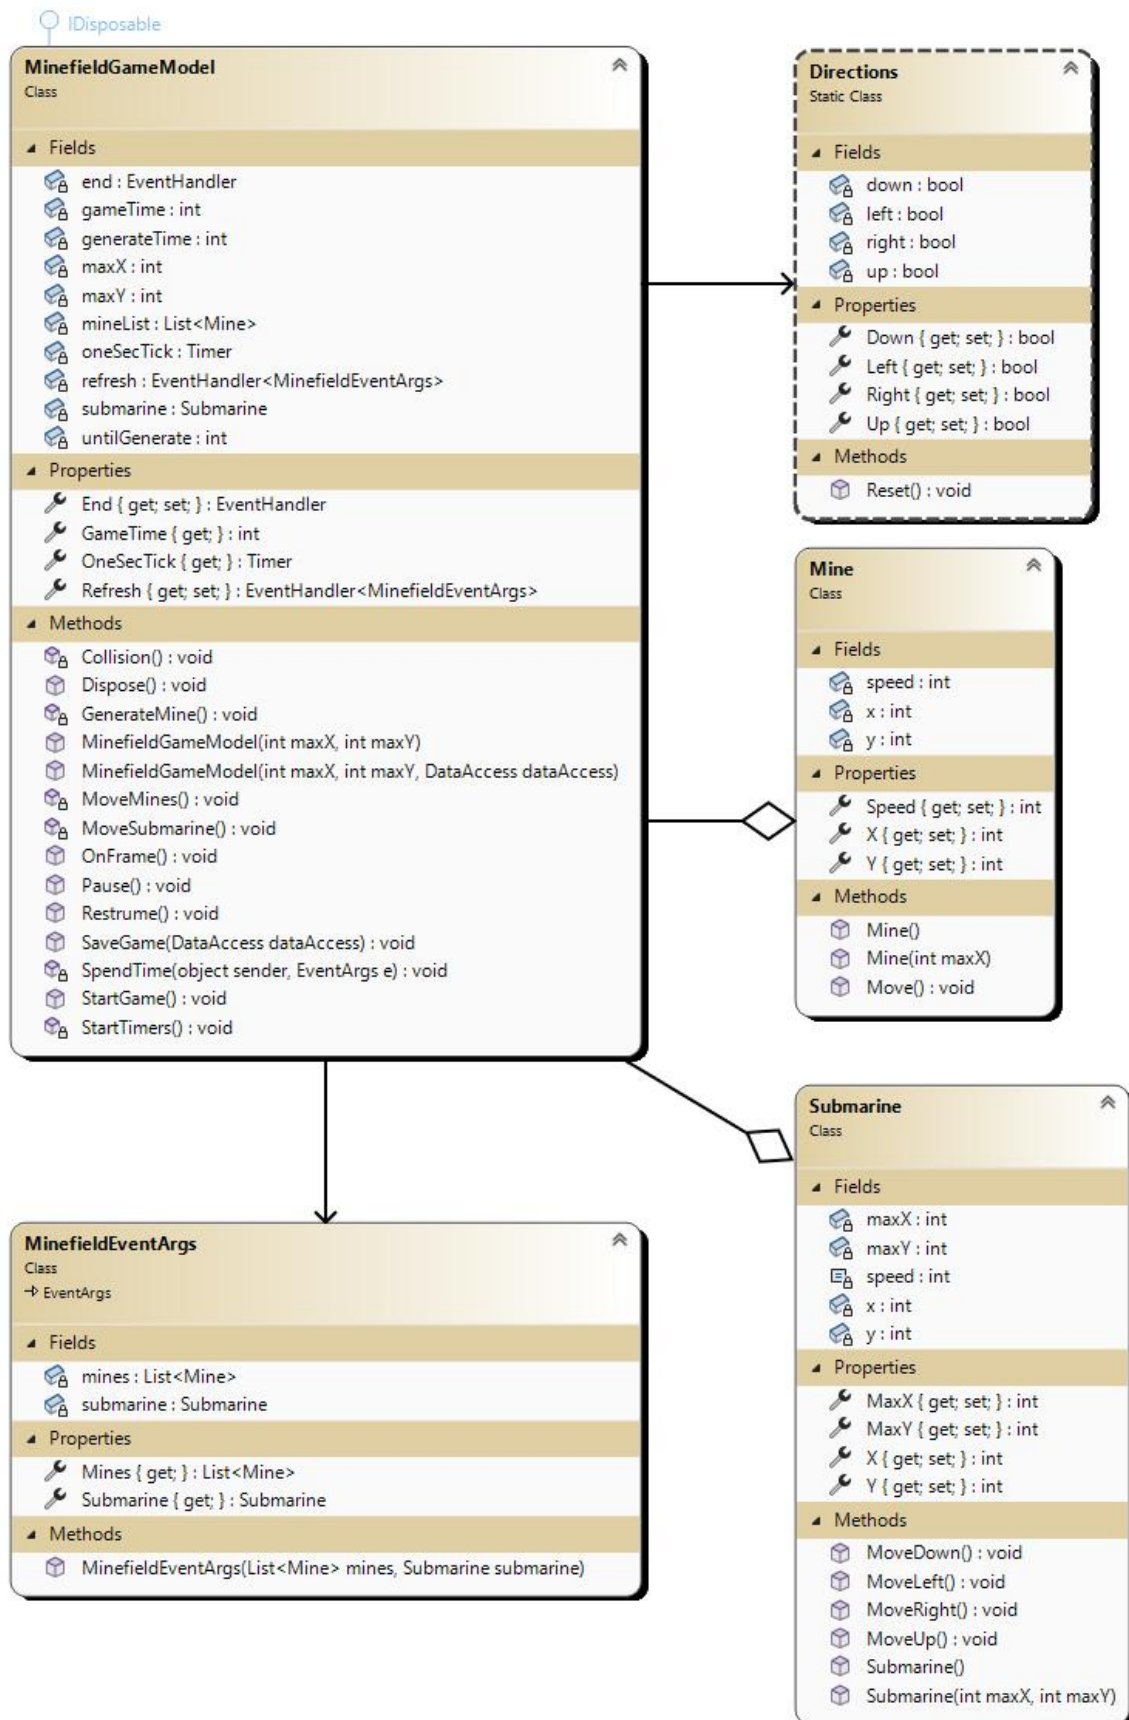 IDisposable
MinefieldGameModel
Class
Fields
end : EventHandler
gameTime : int
generateTime : int
maxX : int
maxY : int
mineList : List<Mine>
oneSecTick : Timer
refresh : EventHandler<MinefieldEventArgs>
submarine : Submarine
untilGenerate : int
Properties
End { get; set; } : EventHandler
GameTime { get; } : int
OneSecTick { get; } : Timer
Refresh { get; set; } : EventHandler<MinefieldEventArgs>
Methods
Collision() : void
Dispose() : void
GenerateMine() : void
MinefieldGameModel(int maxX, int maxY)
MinefieldGameModel(int maxX, int maxY, DataAccess dataAccess)
MoveMines() : void
MoveSubmarine() : void
OnFrame() : void
Pause() : void
Restrume() : void
SaveGame(DataAccess dataAccess) : void
SpendTime(object sender, EventArgs e) : void
StartGame() : void
StartTimers() : void
Directions
Static Class
Fields
down : bool
left : bool
right : bool
up : bool
Properties
Down { get; set; } : bool
Left { get; set; } : bool
Right { get; set; } : bool
Up { get; set; } : bool
Methods
Reset() : void
Mine
Class
Fields
speed : int
x : int
y : int
Properties
Speed { get; set; } : int
X { get; set; } : int
Y { get; set; } : int
Methods
Mine()
Mine(int maxX)
Move() : void
MinefieldEventArgs
Class
EventArgs
Fields
mines : List<Mine>
submarine : Submarine
Properties
Mines { get; } : List<Mine>
Submarine { get; } : Submarine
Methods
MinefieldEventArgs(List<Mine> mines, Submarine submarine)
Submarine
Class
Fields
maxX : int
maxY : int
speed : int
x : int
y : int
Properties
MaxX { get; set; } : int
MaxY { get; set; } : int
X { get; set; } : int
Y { get; set; } : int
Methods
MoveDown() : void
MoveLeft() : void
MoveRight() : void
MoveUp() : void
Submarine()
Submarine(int maxX, int maxY)